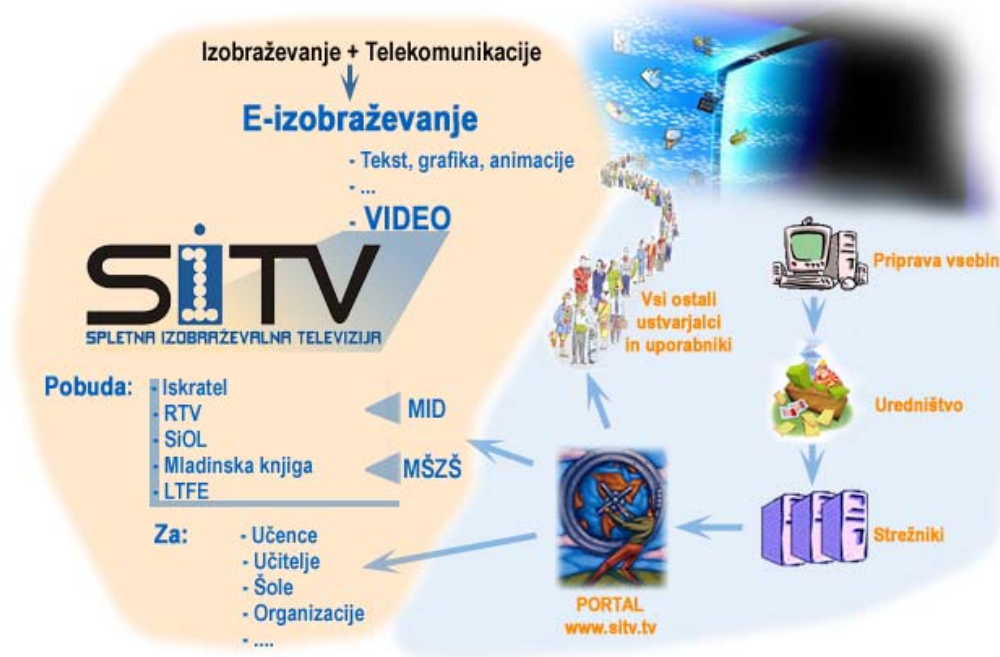 Izobraževanje + Telekomunikacije
E-izobraževanje
- Tekst, grafika, animacije
- ...
- VIDEO
SiTV
SPLETNA IZOBRAŽEVALNA TELEVIZIJA
Pobuda:
- Iskratel
- RTV
- SiOL
- Mladinska knjiga
- LTFE
MID
MŠZŠ
Za:
- Učence
- Učitelje
- Šole
- Organizacije
- ....
Vsi ostali
ustvarjalci
in uporabniki
Priprava vsebin
Uredništvo
Strežniki
PORTAL
www.sitv.tv